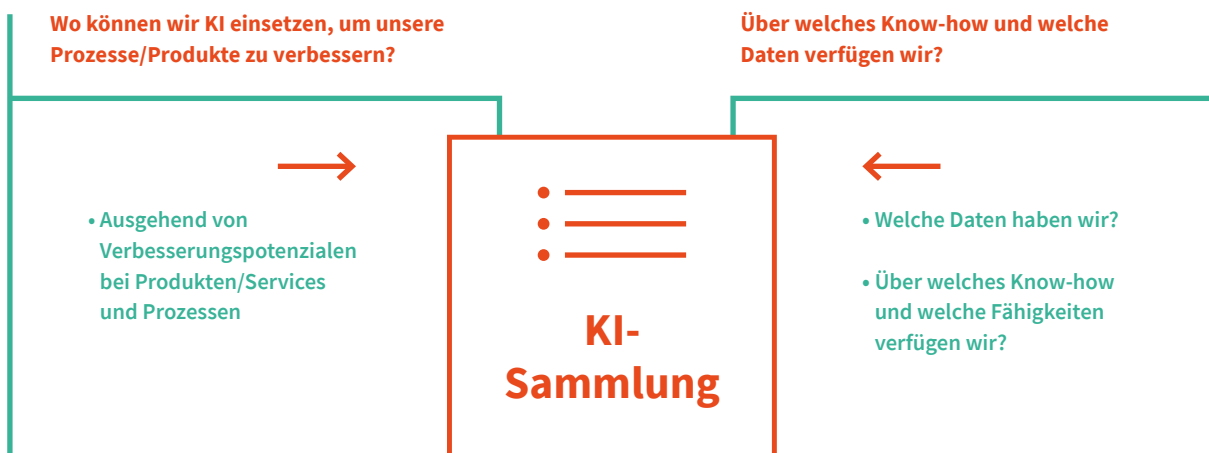 Wo können wir KI einsetzen, um unsere
Prozesse/Produkte zu verbessern?
Über welches Know-how und welche
Daten verfügen wir?
• Ausgehend von
Verbesserungspotenzialen
bei Produkten/Services
und Prozessen
KI-
Sammlung
• Welche Daten haben wir?
• Über welches Know-how
und welche Fähigkeiten
verfügen wir?